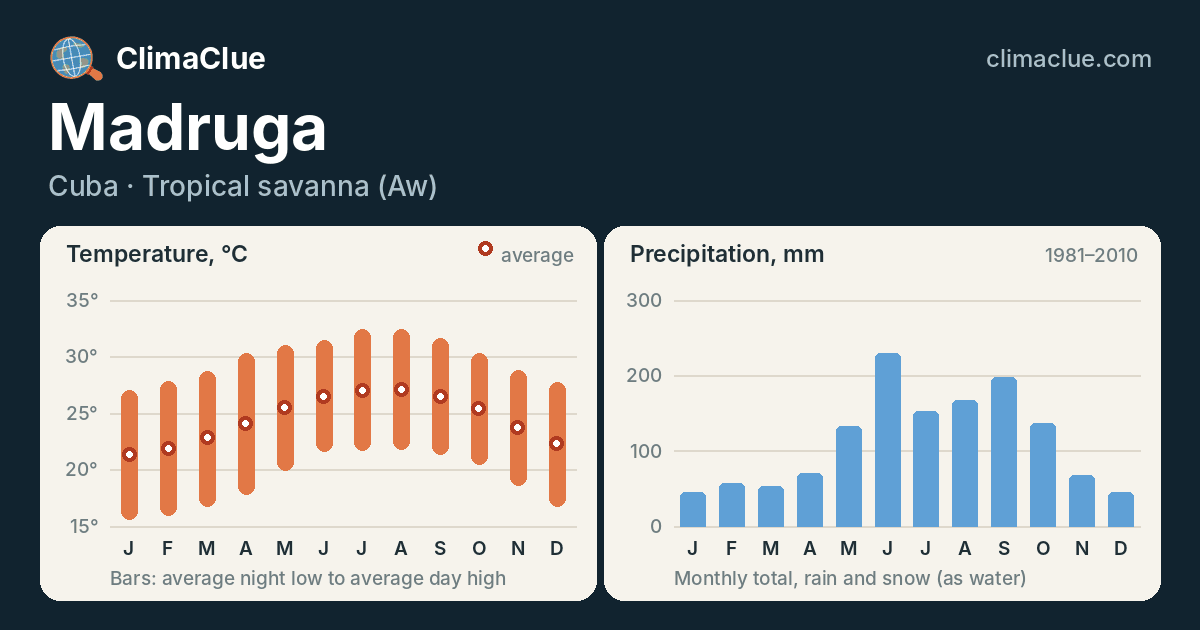 ClimaClue
climaclue.com
Madruga
Cuba · Tropical savanna (Aw)
Temperature, °C
average
35°
30°
25°
20°
15°
J F M A M J J A S O N D
Bars: average night low to average day high
Precipitation, mm
1981–2010
300
200
100
0
J F M A M J J A S O N D
Monthly total, rain and snow (as water)